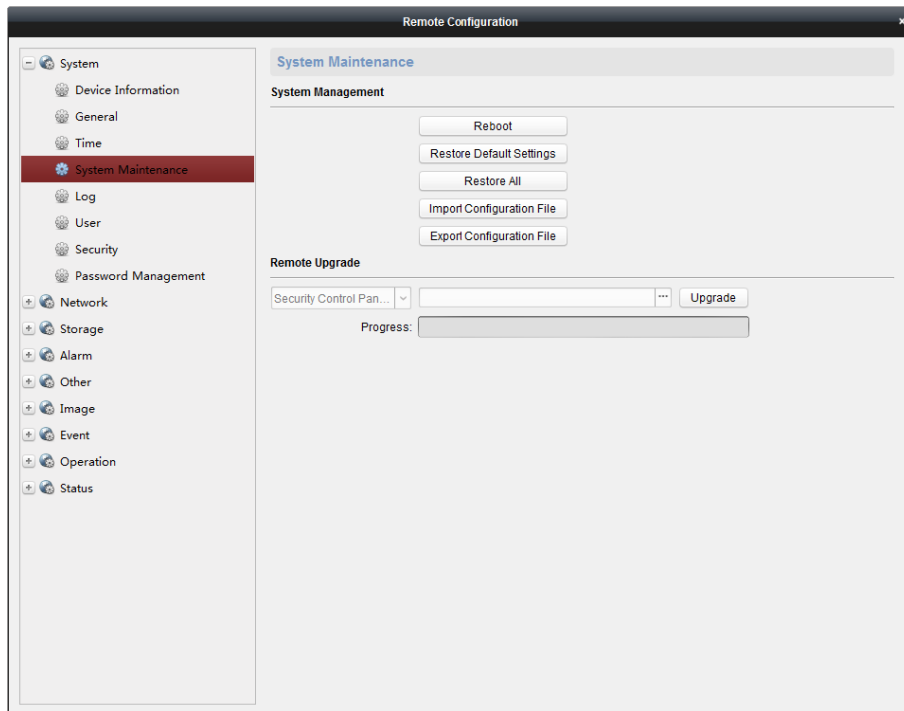 Remote Configuration
System
Device Information
General
Time
System Maintenance
Log
User
Security
Password Management
Network
Storage
Alarm
Other
Image
Event
Operation
Status
System Maintenance
System Management
Reboot
Restore Default Settings
Restore All
Import Configuration File
Export Configuration File
Remote Upgrade
Security Control Pan... ... Upgrade
Progress: